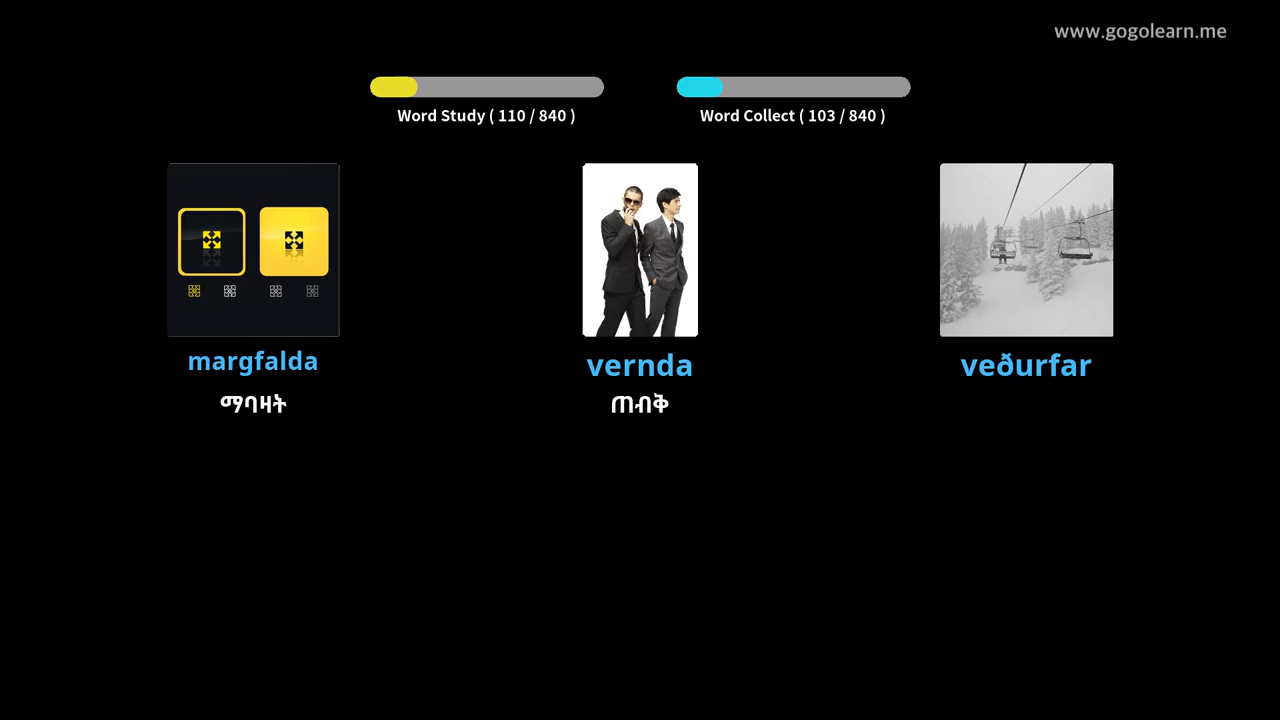 www.gogolearn.me
Word Study ( 110 / 840 )
Word Collect ( 103 / 840 )
margfalda
vernda
veðurfar
ማባዛት
ጠብቅ